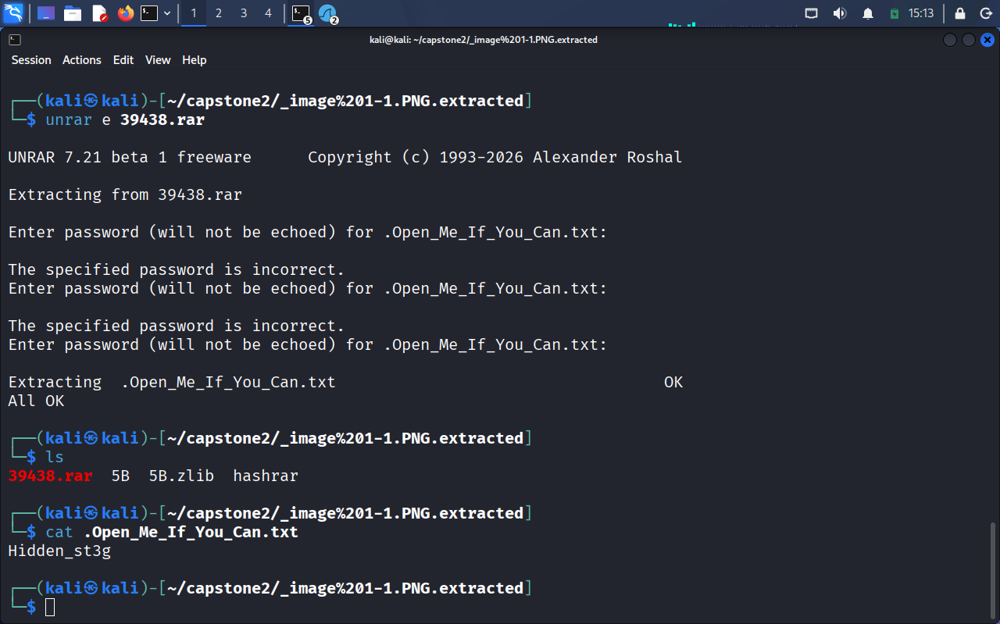 1 2 3 4 5 2 15:13
kali@kali: ~/capstone2/_image%201-1.PNG.extracted
Session Actions Edit View Help
┌──(kali㉿kali)-[~/capstone2/_image%201-1.PNG.extracted]
└─$ unrar e 39438.rar
UNRAR 7.21 beta 1 freeware      Copyright (c) 1993-2026 Alexander Roshal
Extracting from 39438.rar
Enter password (will not be echoed) for .Open_Me_If_You_Can.txt:
The specified password is incorrect.
Enter password (will not be echoed) for .Open_Me_If_You_Can.txt:
The specified password is incorrect.
Enter password (will not be echoed) for .Open_Me_If_You_Can.txt:
Extracting  .Open_Me_If_You_Can.txt                                   OK
All OK
┌──(kali㉿kali)-[~/capstone2/_image%201-1.PNG.extracted]
└─$ ls
39438.rar  5B  5B.zlib  hashrar
┌──(kali㉿kali)-[~/capstone2/_image%201-1.PNG.extracted]
└─$ cat .Open_Me_If_You_Can.txt
Hidden_st3g
┌──(kali㉿kali)-[~/capstone2/_image%201-1.PNG.extracted]
└─$